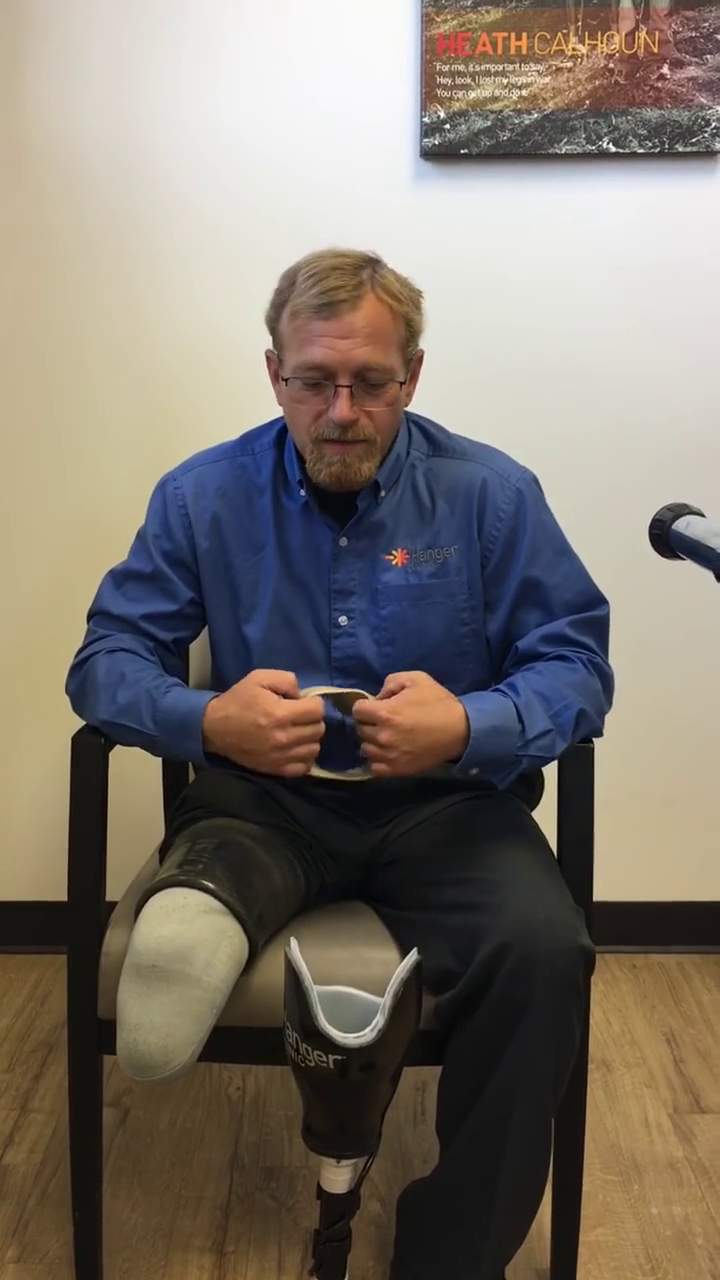 HEATH CALHOUN
"For me, it's important to say,
'Hey, look, I lost my legs in war.
You can get up and do it.'"
Hanger
anger
NIC